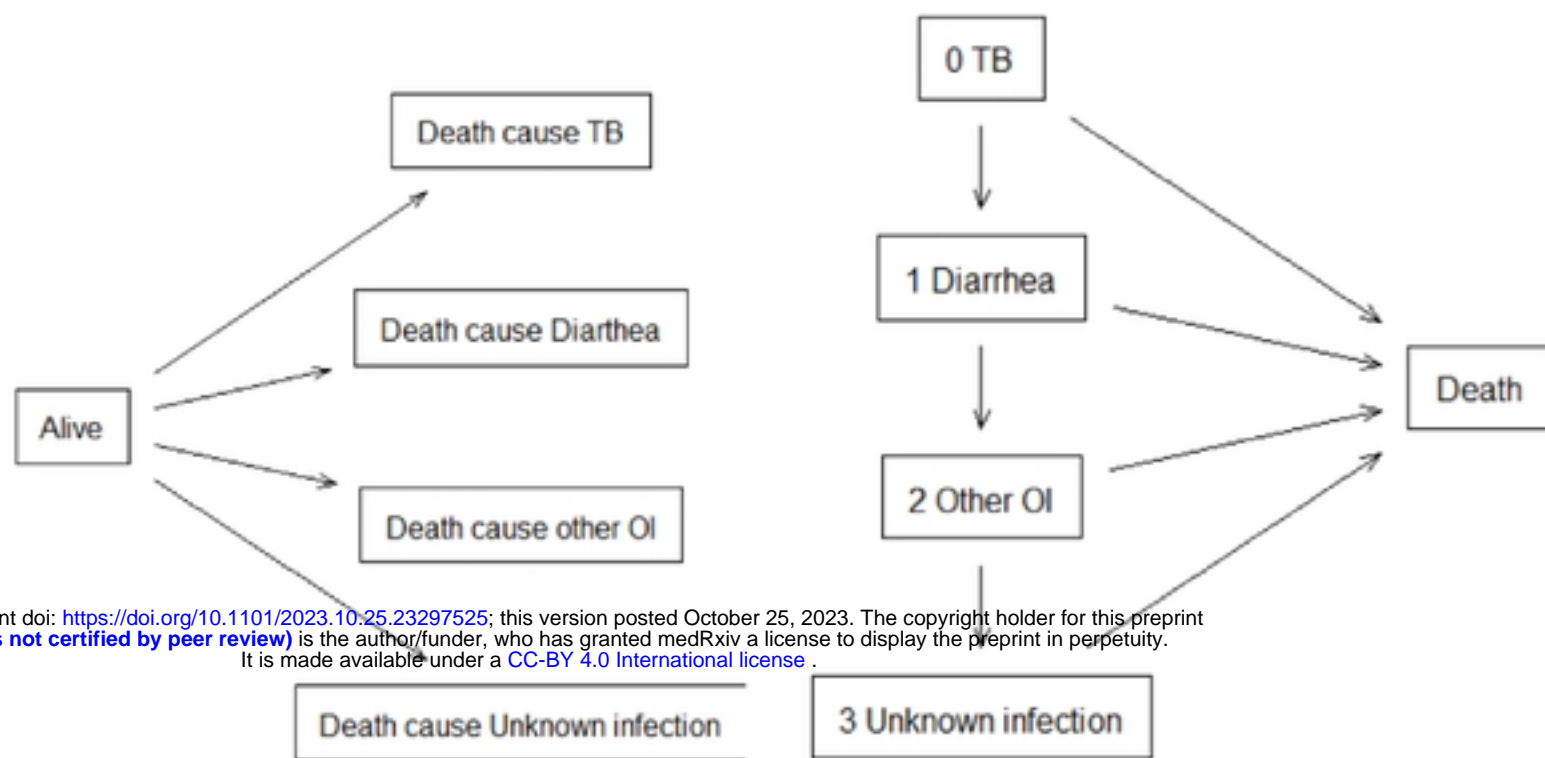 0 TB
Death cause TB
1 Diarrhea
Death cause Diarthea
Death
Alive
2 Other OI
Death cause other OI
nt doi: https://doi.org/10.1101/2023.10.25.23297525; this version posted October 25, 2023. The copyright holder for this preprint
s not certified by peer review) is the author/funder, who has granted medRxiv a license to display the preprint in perpetuity.
It is made available under a CC-BY 4.0 International license .
Death cause Unknown infection
3 Unknown infection